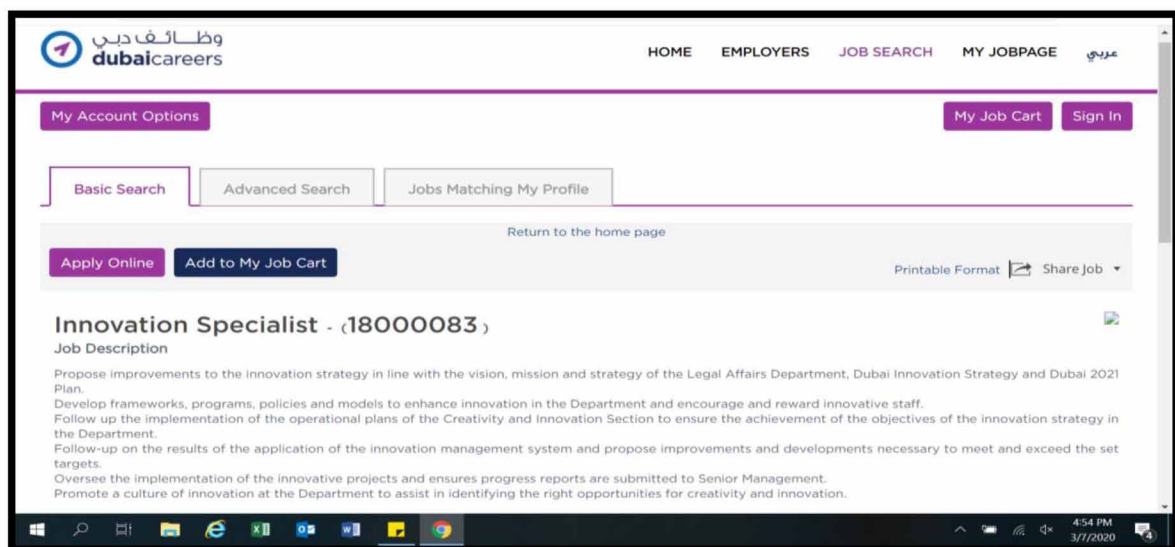 وظائف دبي
dubaicareers
HOME EMPLOYERS JOB SEARCH MY JOBPAGE عربي
My Account Options My Job Cart Sign In
Basic Search Advanced Search Jobs Matching My Profile
Return to the home page
Apply Online Add to My Job Cart
Printable Format Share Job
Innovation Specialist - (18000083 )
Job Description
Propose improvements to the innovation strategy in line with the vision, mission and strategy of the Legal Affairs Department, Dubai Innovation Strategy and Dubai 2021
Plan.
Develop frameworks, programs, policies and models to enhance innovation in the Department and encourage and reward innovative staff.
Follow up the implementation of the operational plans of the Creativity and Innovation Section to ensure the achievement of the objectives of the innovation strategy in
the Department.
Follow-up on the results of the application of the innovation management system and propose improvements and developments necessary to meet and exceed the set
targets.
Oversee the implementation of the innovative projects and ensures progress reports are submitted to Senior Management.
Promote a culture of innovation at the Department to assist in identifying the right opportunities for creativity and innovation.
4:54 PM
3/7/2020
4